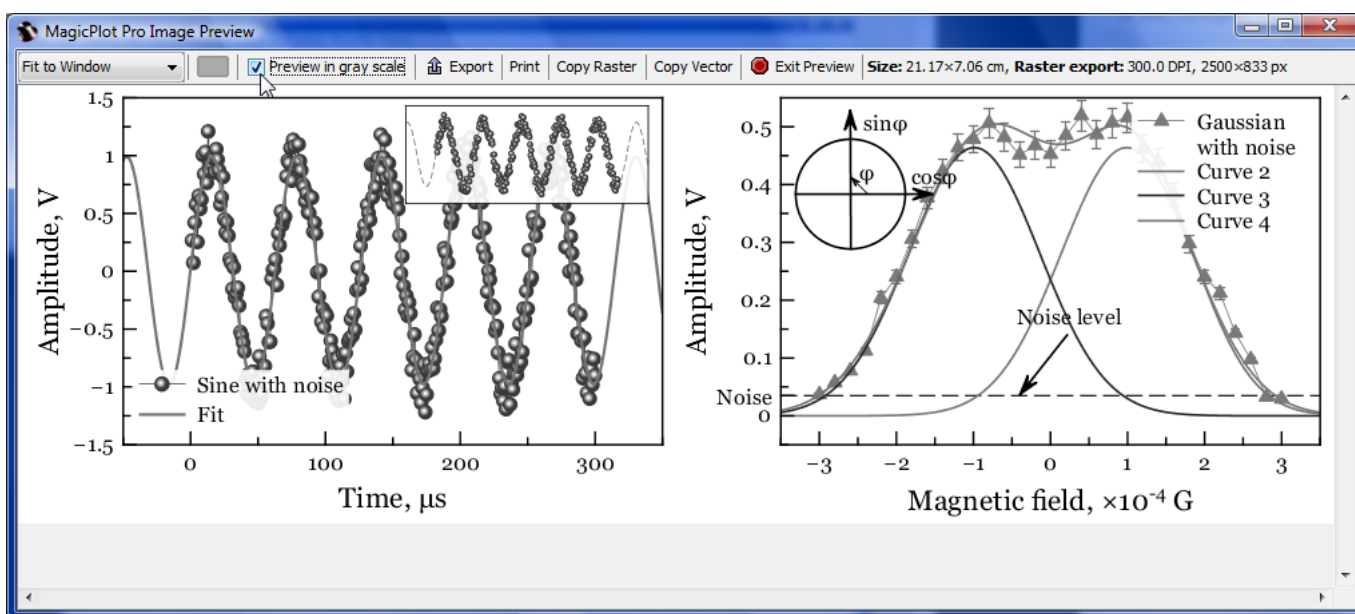 MagicPlot Pro Image Preview
Fit to Window Preview in gray scale Export Print Copy Raster Copy Vector Exit Preview Size: 21.17×7.06 cm, Raster export: 300.0 DPI, 2500×833 px
1.5
1
0.5
0
−0.5
−1
−1.5
Amplitude, V
Sine with noise
Fit
0 100 200 300
Time, μs
0.5
0.4
0.3
0.2
0.1
Noise
0
Amplitude, V
sinφ
φ
cosφ
Gaussian
with noise
Curve 2
Curve 3
Curve 4
Noise level
−3 −2 −1 0 1 2 3
Magnetic field, ×10⁻⁴ G